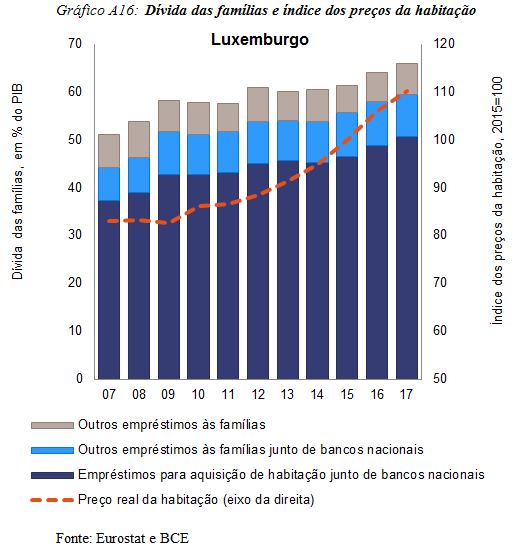 Gráfico A16: Dívida das famílias e índice dos preços da habitação
Luxemburgo
Dívida das famílias, em % do PIB
70
60
50
40
30
20
10
0
120
110
100
90
80
70
60
50
Índice dos preços da habitação, 2015=100
07 08 09 10 11 12 13 14 15 16 17
Outros empréstimos às famílias
Outros empréstimos às famílias junto de bancos nacionais
Empréstimos para aquisição de habitação junto de bancos nacionais
Preço real da habitação (eixo da direita)
Fonte: Eurostat e BCE